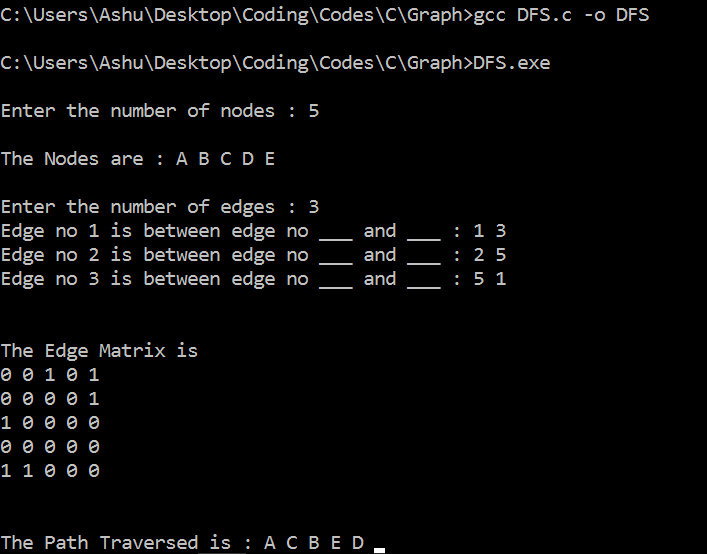 C:\Users\Ashu\Desktop\Coding\Codes\C\Graph>gcc DFS.c -o DFS
C:\Users\Ashu\Desktop\Coding\Codes\C\Graph>DFS.exe
Enter the number of nodes : 5
The Nodes are : A B C D E
Enter the number of edges : 3
Edge no 1 is between edge no ___ and ___ : 1 3
Edge no 2 is between edge no ___ and ___ : 2 5
Edge no 3 is between edge no ___ and ___ : 5 1
The Edge Matrix is
0 0 1 0 1
0 0 0 0 1
1 0 0 0 0
0 0 0 0 0
1 1 0 0 0
The Path Traversed is : A C B E D